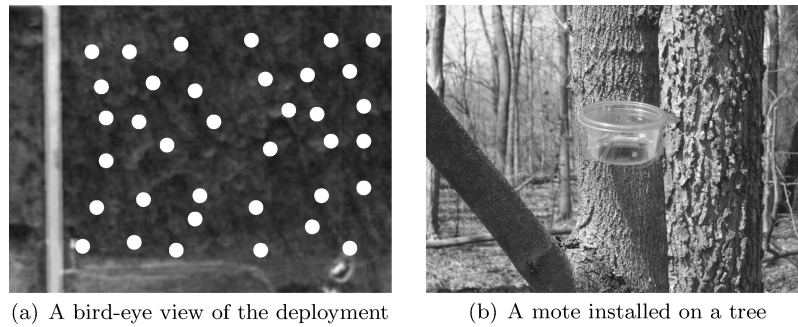 (a) A bird-eye view of the deployment
(b) A mote installed on a tree